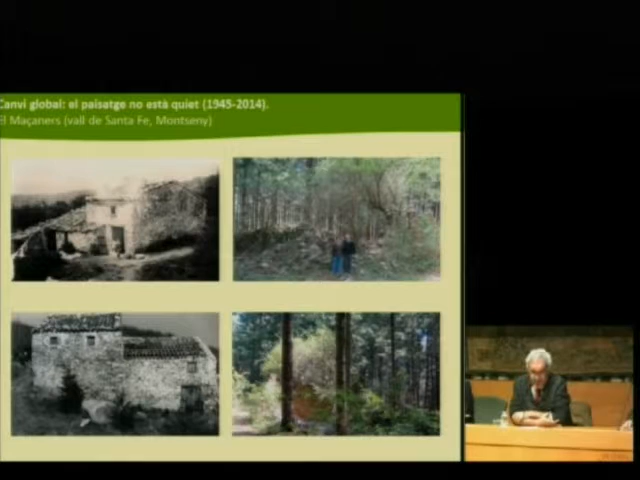 Canvi global: el paisatge no està quiet (1945-2014).
El Maçaners (vall de Santa Fe, Montseny)